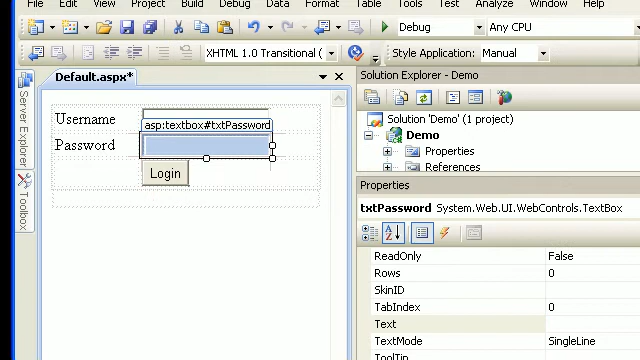 Project Build Debug Data Format Table Tools Test Analyze Window Help
Debug Any CPU
XHTML 1.0 Transitional ( Style Application: Manual
Default.aspx*
Solution Explorer - Demo
Server Explorer
Toolbox
Username
asp:textbox#txtPassword
Password
Login
Solution 'Demo' (1 project)
Demo
Properties
References
Properties
txtPassword System.Web.UI.WebControls.TextBox
ReadOnly False
Rows 0
SkinID
TabIndex 0
Text
TextMode SingleLine
ToolTip